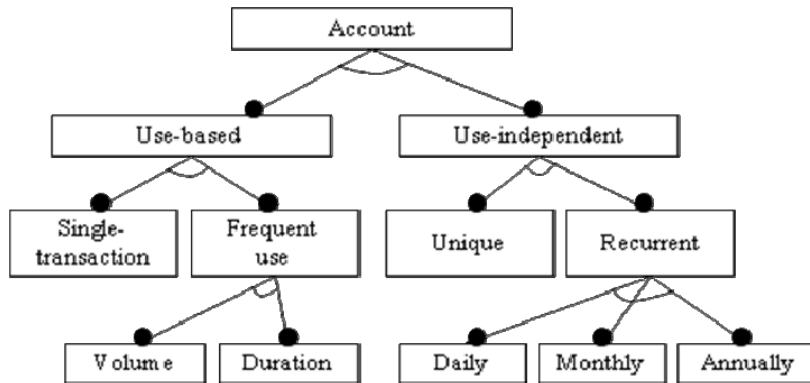 Account
Use-based
Use-independent
Single-
transaction
Frequent
use
Unique
Recurrent
Volume
Duration
Daily
Monthly
Annually